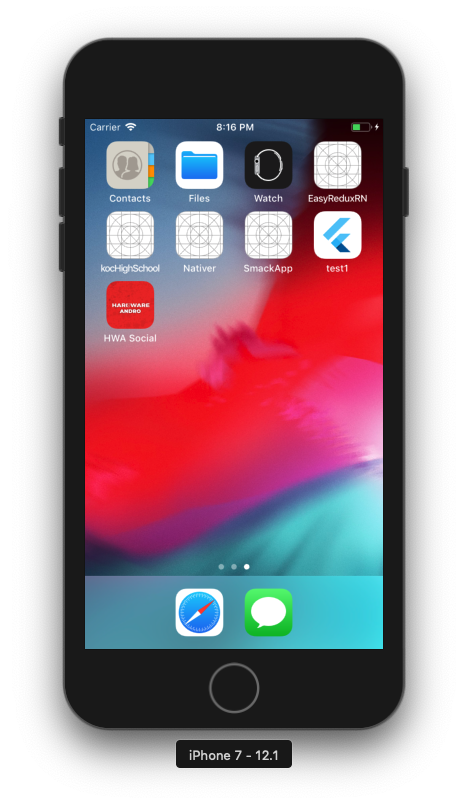 Carrier 8:16 PM
Contacts Files Watch EasyReduxRN
kocHighSchool Nativer SmackApp test1
HARDWARE
ANDRO
HWA Social
iPhone 7 - 12.1